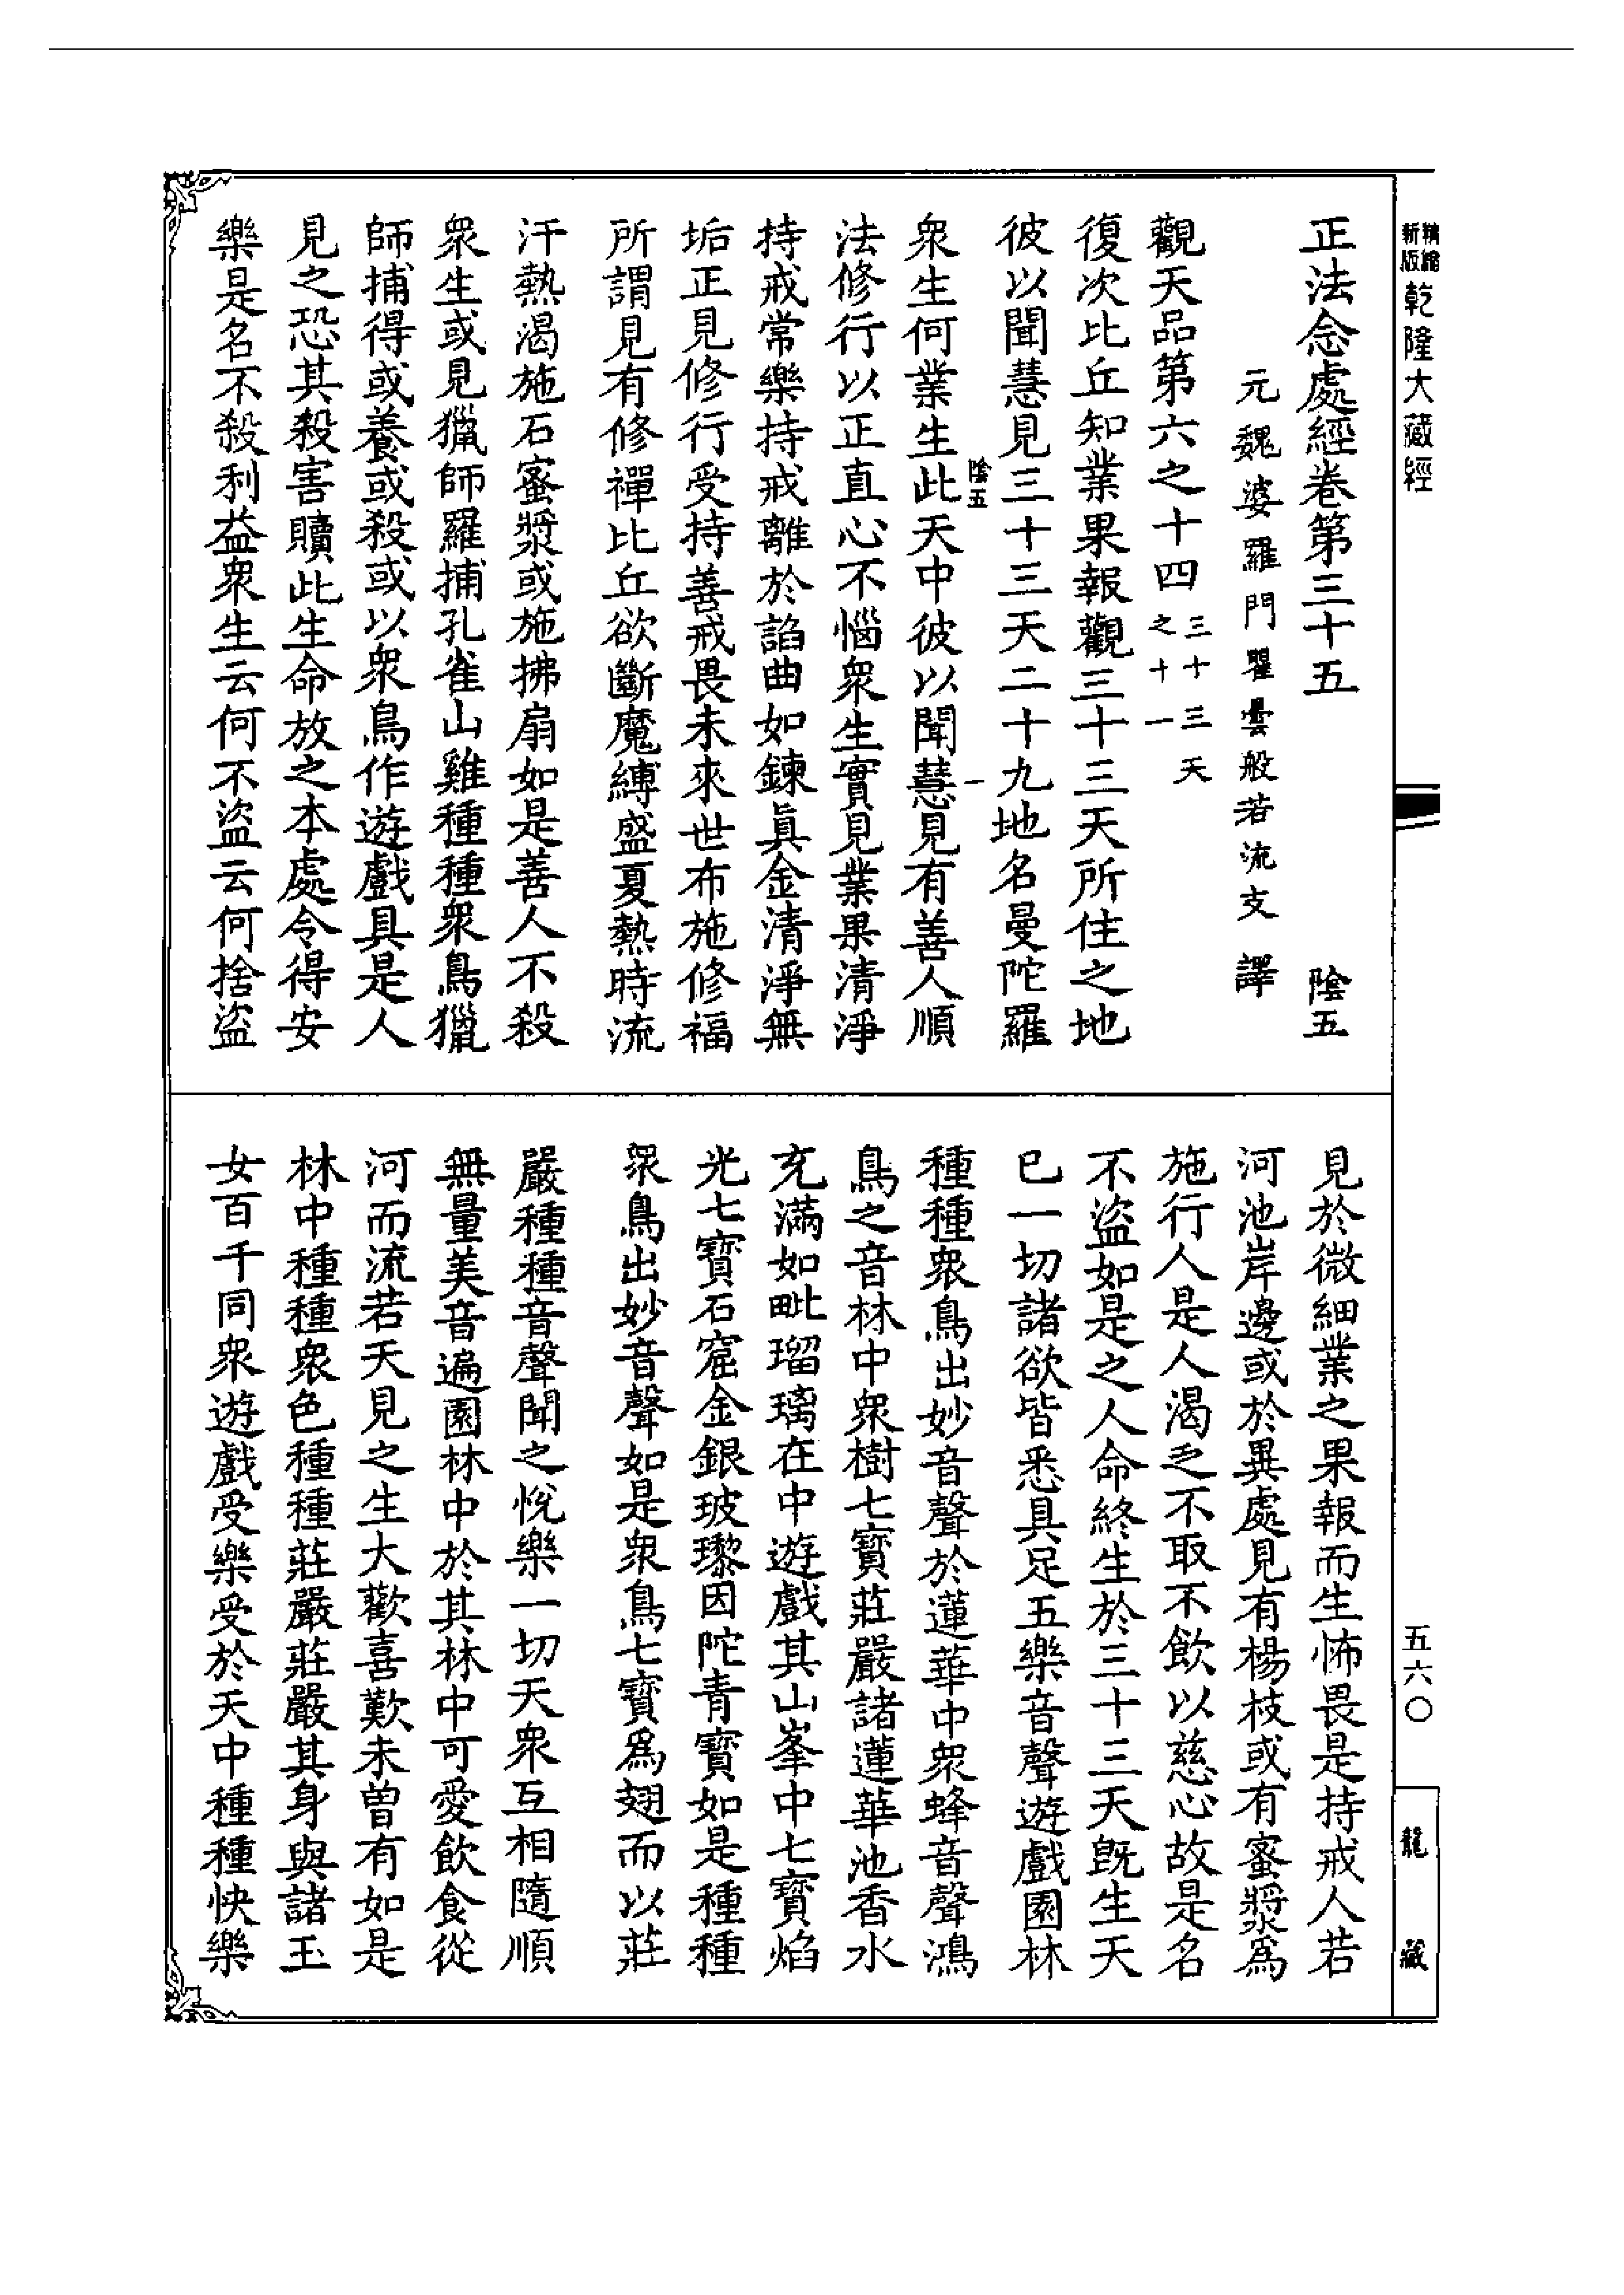 精縮新版乾隆大藏經
正法念處經卷第三十五 陰五
元魏婆羅門瞿曇般若流支 譯
觀天品第六之十四 三十三天之十一
復次比丘知業果報觀三十三天所住之地
彼以聞慧見三十三天二十九地名曼陀羅
陰五 一
衆生何業生此天中彼以聞慧見有善人順
法修行以正直心不惱衆生實見業果清淨
持戒常樂持戒離於諂曲如鍊眞金清淨無
垢正見修行受持善戒畏未來世布施修福
所謂見有修禪比丘欲斷魔縛盛夏熱時流
汗熱渴施石蜜漿或施拂扇如是善人不殺
衆生或見獵師羅捕孔雀山雞種種衆鳥獵
師捕得或養或殺或以衆鳥作遊戲具是人
見之恐其殺害贖此生命放之本處令得安
樂是名不殺利益衆生云何不盜云何捨盜
見於微細業之果報而生怖畏是持戒人若
河池岸邊或於異處見有楊枝或有蜜漿爲
施行人是人渴乏不取不飲以慈心故是名
不盜如是之人命終生於三十三天旣生天
已一切諸欲皆悉具足五樂音聲遊戲園林
種種衆鳥出妙音聲於蓮華中衆蜂音聲鴻
鳥之音林中衆樹七寶莊嚴諸蓮華池香水
充滿如毗瑠璃在中遊戲其山峯中七寶焰
光七寶石窟金銀玻瓈因陀青寶如是種種
衆鳥出妙音聲如是衆鳥七寶爲翅而以莊
嚴種種音聲聞之悅樂一切天衆互相隨順
無量美音遍園林中於其林中可愛飲食從
河而流若天見之生大歡喜歎未曾有如是
林中種種衆色種種莊嚴莊嚴其身與諸玉
女百千同衆遊戲受樂受於天中種種快樂
五六〇
龍藏